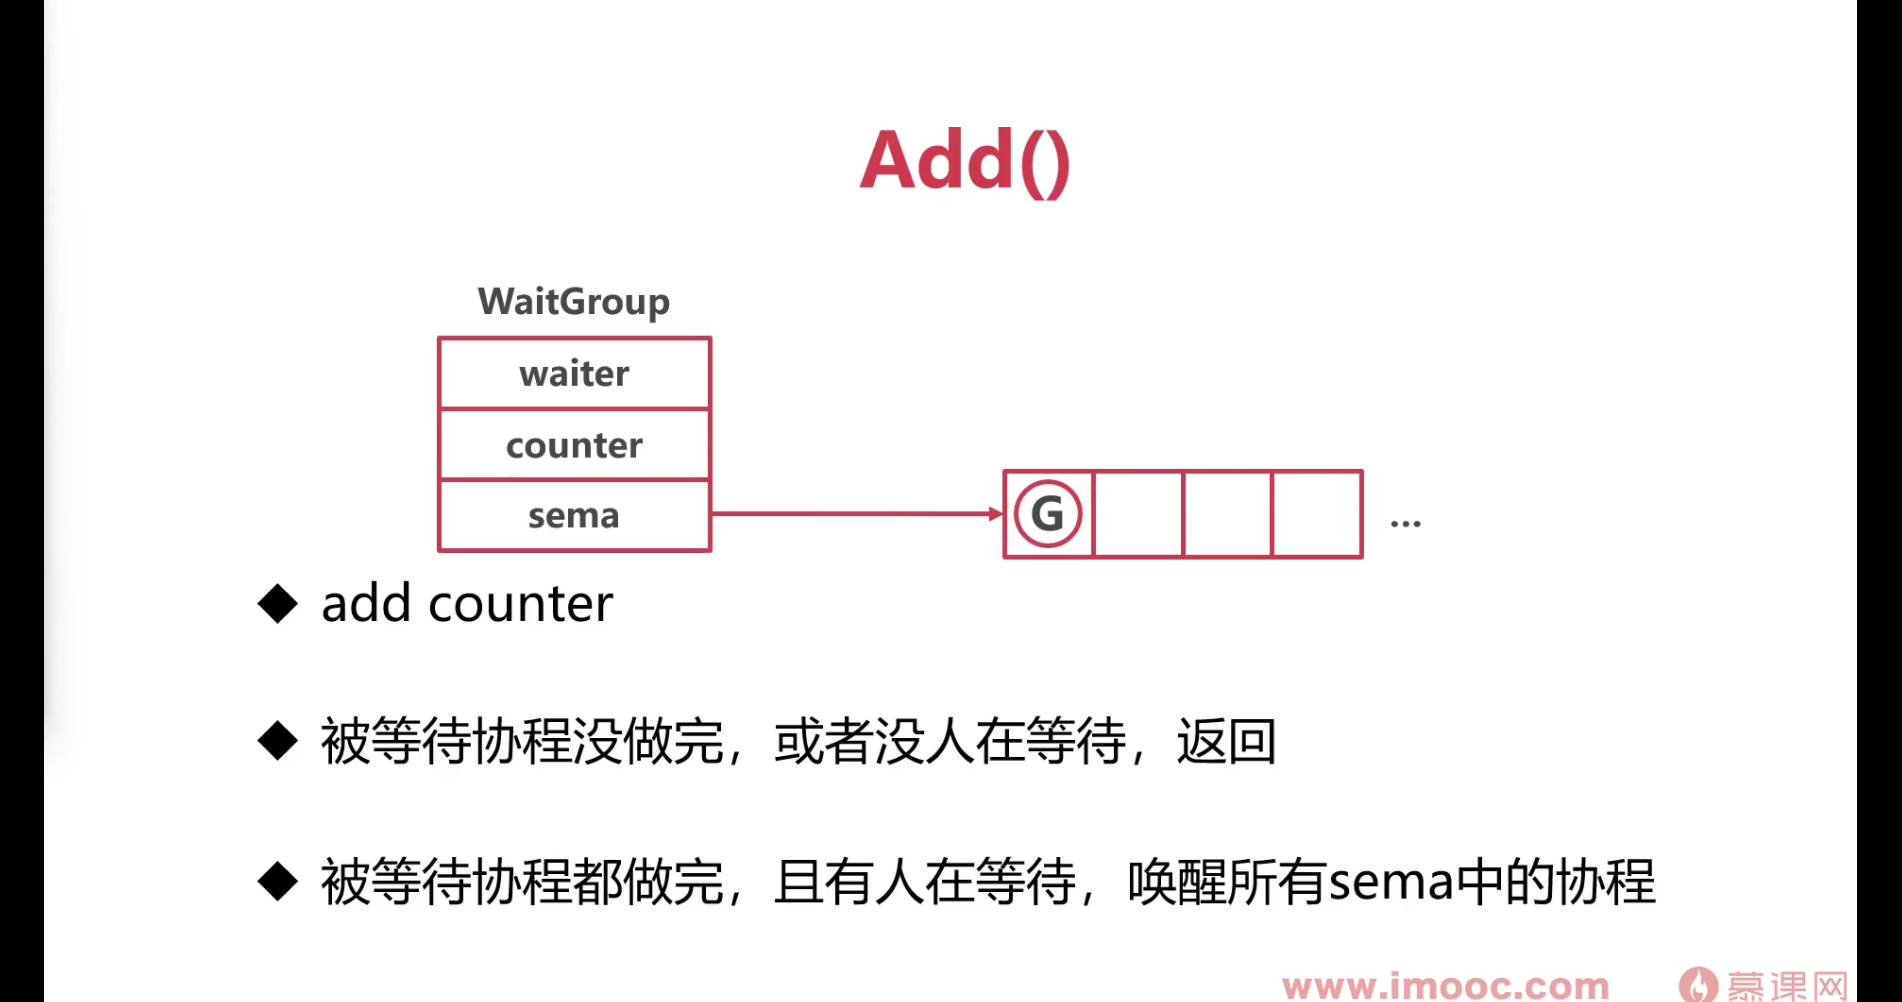 Add()
WaitGroup
waiter
counter
sema
G
...
◆ add counter
◆ 被等待协程没做完，或者没人在等待，返回
◆ 被等待协程都做完，且有人在等待，唤醒所有sema中的协程
www.imooc.com 慕课网